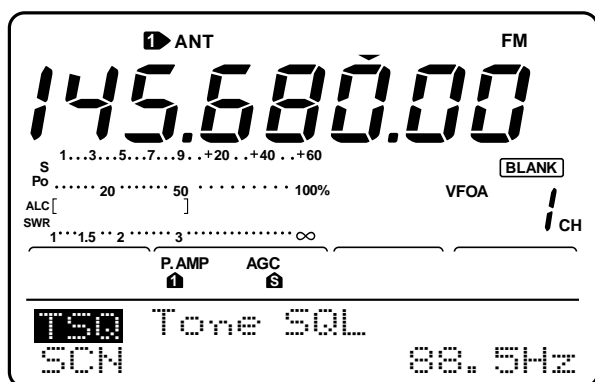 1 ANT FM
145.680.00
S 1...3...5...7...9..+20..+40..+60
BLANK
Po ......20........50..........100% VFOA 1 CH
ALC [ ]
SWR 1...1.5..2......3.............∞
P.AMP AGC
1 S
TSQ Tone SQL
SCN 88.5Hz